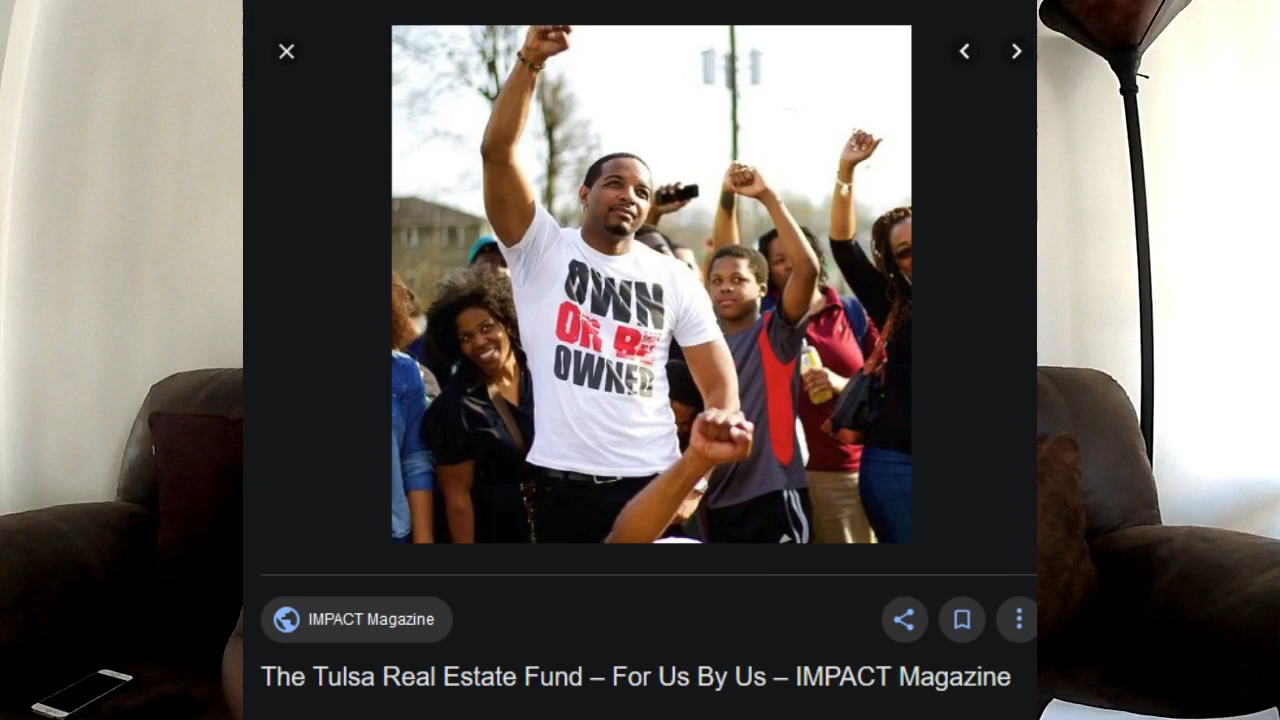 OWN
OR BE
OWNED
IMPACT Magazine
The Tulsa Real Estate Fund – For Us By Us – IMPACT Magazine